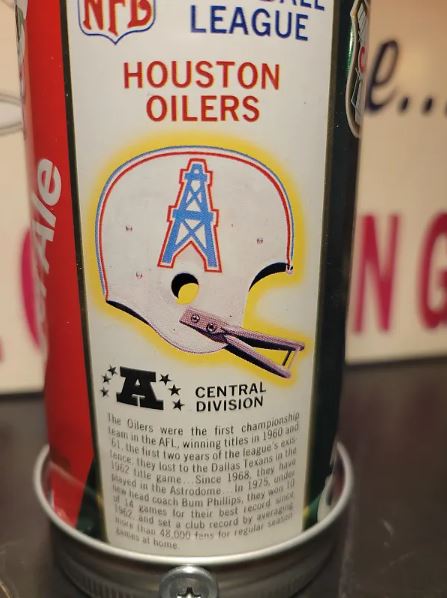 NFL
LEAGUE
HOUSTON
OILERS
A CENTRAL
DIVISION
The Oilers were the first championship
team in the AFL, winning titles in 1960 and
'61, the first two years of the league's exis-
tence; they lost to the Dallas Texans in the
1962 title game... Since 1968, they have
played in the Astrodome... In 1975, under
new head coach Bum Phillips, they won 10
of 14 games for their best record since
1962 and set a club record by averaging
more than 48,000 fans for regular season
games at home.
Ale
e...
NG